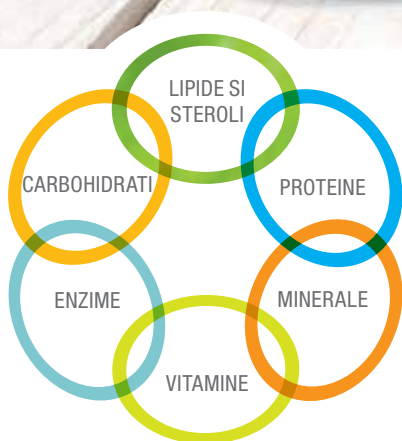 LIPIDE SI
STEROLI
CARBOHIDRATI
PROTEINE
ENZIME
MINERALE
VITAMINE